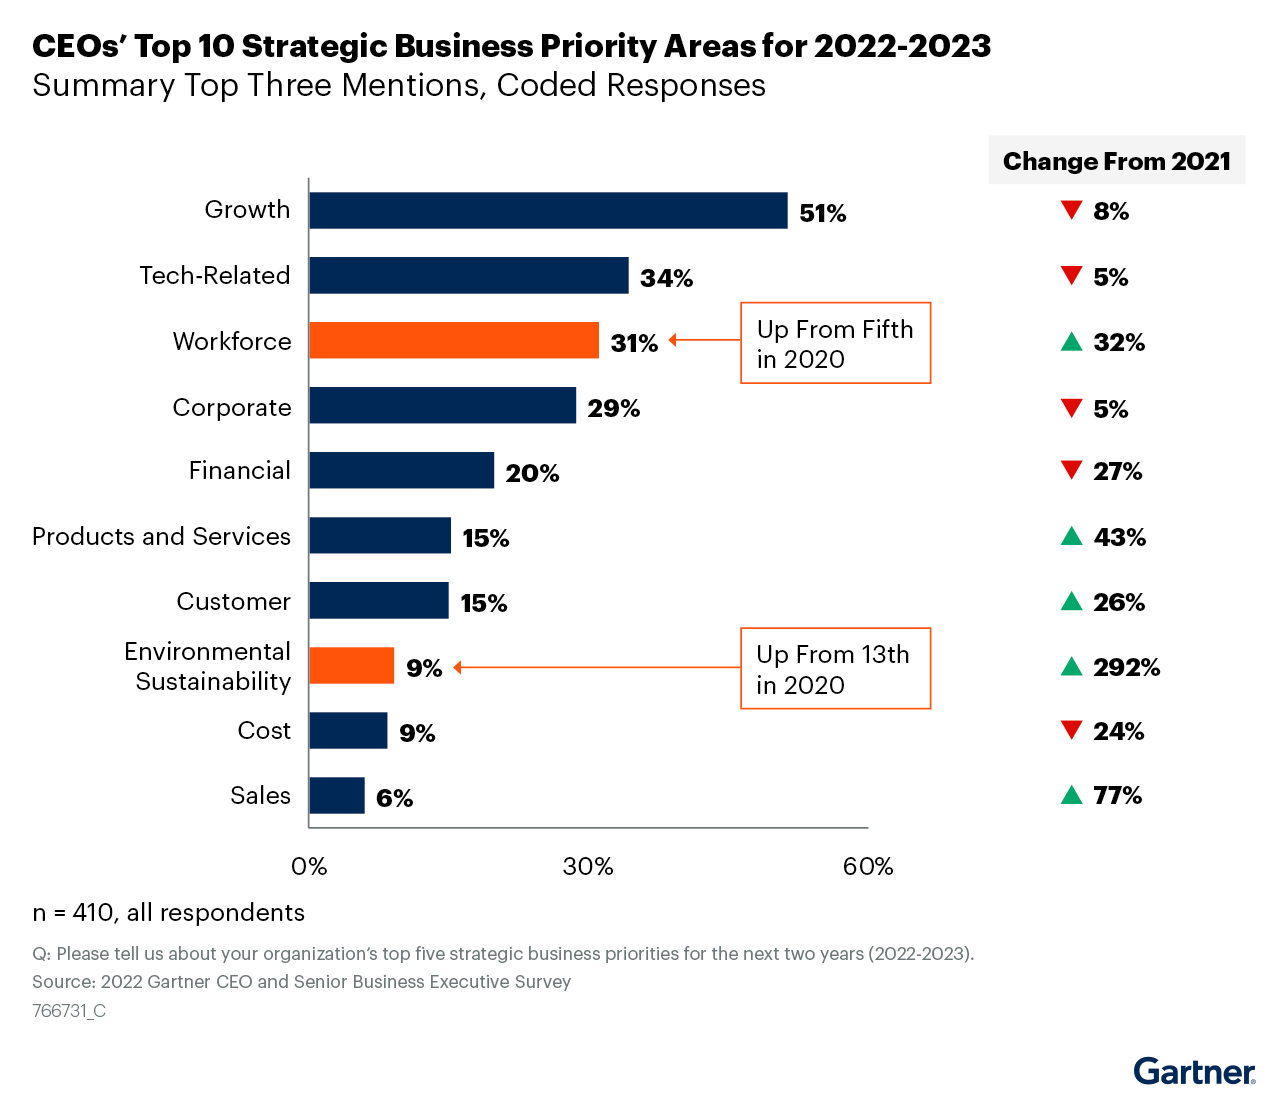 CEOs’ Top 10 Strategic Business Priority Areas for 2022-2023
Summary Top Three Mentions, Coded Responses
Change From 2021
Growth 51% ▼ 8%
Tech-Related 34% ▼ 5%
Workforce 31% ▲ 32%
Up From Fifth
in 2020
Corporate 29% ▼ 5%
Financial 20% ▼ 27%
Products and Services 15% ▲ 43%
Customer 15% ▲ 26%
Environmental
Sustainability 9% ▲ 292%
Up From 13th
in 2020
Cost 9% ▼ 24%
Sales 6% ▲ 77%
0% 30% 60%
n = 410, all respondents
Q: Please tell us about your organization’s top five strategic business priorities for the next two years (2022-2023).
Source: 2022 Gartner CEO and Senior Business Executive Survey
766731_C
Gartner®